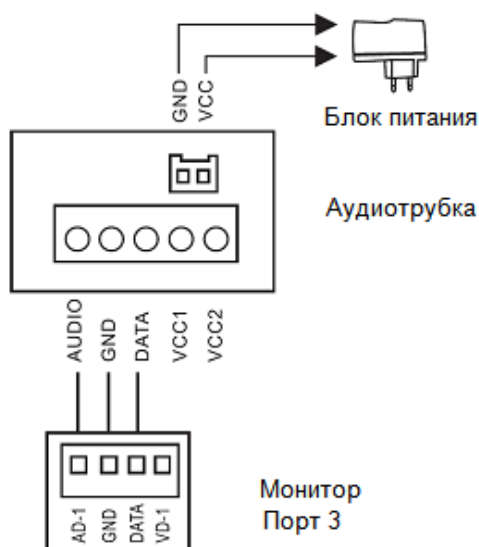 GND
VCC
Блок питания
Аудиотрубка
AUDIO
GND
DATA
VCC1
VCC2
AD-1
GND
DATA
VD-1
Монитор
Порт 3